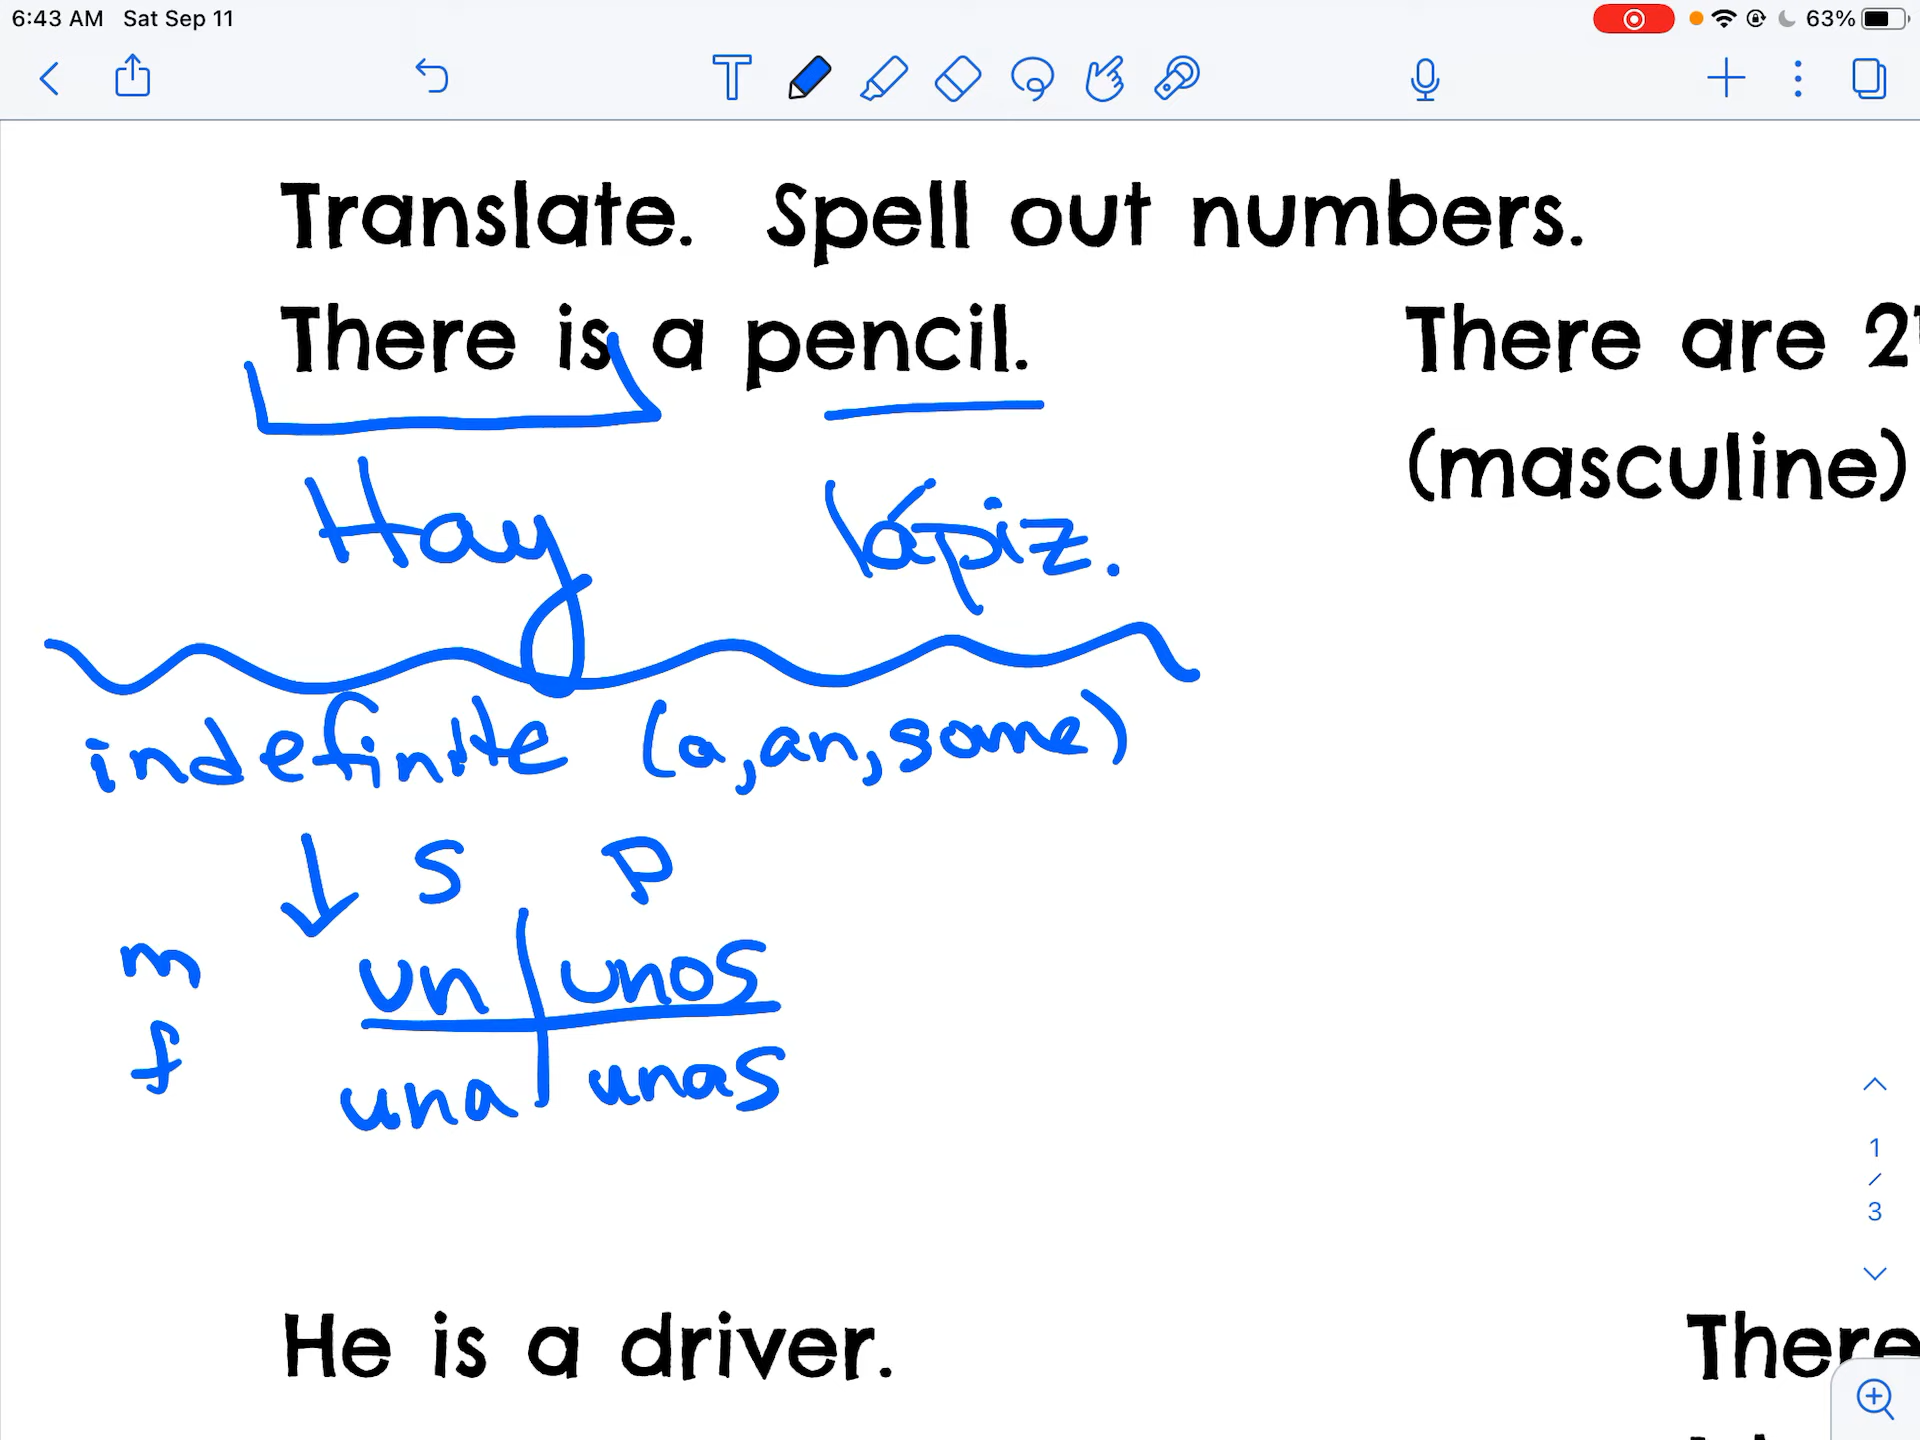 6:43 AM Sat Sep 11
63%
T
Translate. Spell out numbers.
There is a pencil.
There are 2
(masculine)
Hay lápiz.
indefinite (a, an, some)
S P
m un unos
f una unas
1
/
3
He is a driver.
There